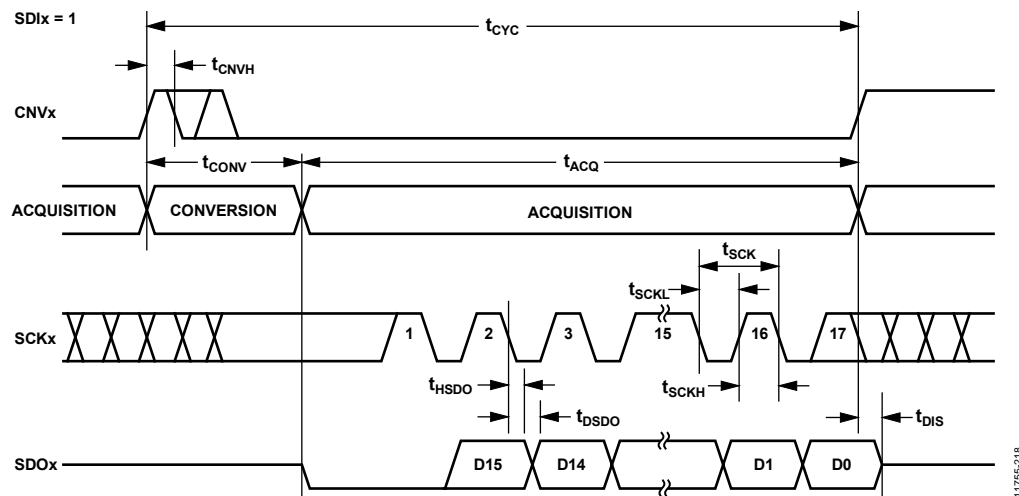 SDIx = 1
tCYC
tCNVH
CNVx
tCONV
tACQ
ACQUISITION
CONVERSION
ACQUISITION
tSCK
tSCKL
SCKx
1
2
3
15
16
17
tHSDO
tSCKH
tDSDO
tDIS
SDOx
D15
D14
D1
D0
11755-218